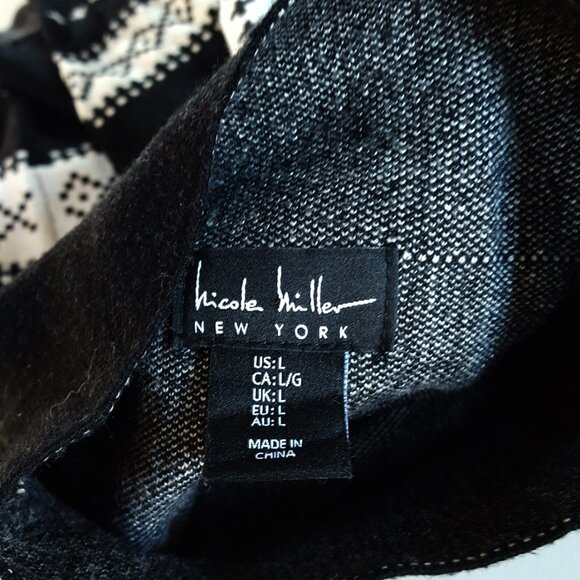 Nicole Miller
NEW YORK
US: L
CA: L/G
UK: L
EU: L
AU: L
MADE IN
CHINA